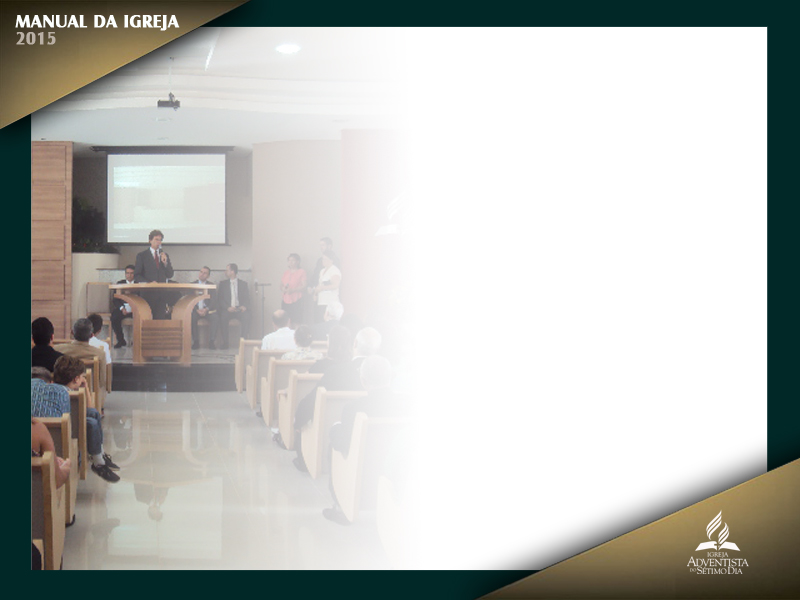 MANUAL DA IGREJA
2015
IGREJA
ADVENTISTA
DO SÉTIMO DIA